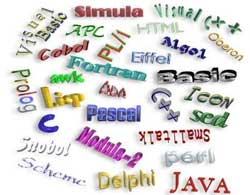 Simula
Visual C++
Visual Basic
APL
PL/I
HTML
Oberon
Cobol
Algol
Eiffel
Fortran
Basic
Prolog
awk
Lisp
Ada
C++
Icon
C
Pascal
sed
Snobol
Modula-2
Smalltalk
perl
Scheme
Delphi
JAVA